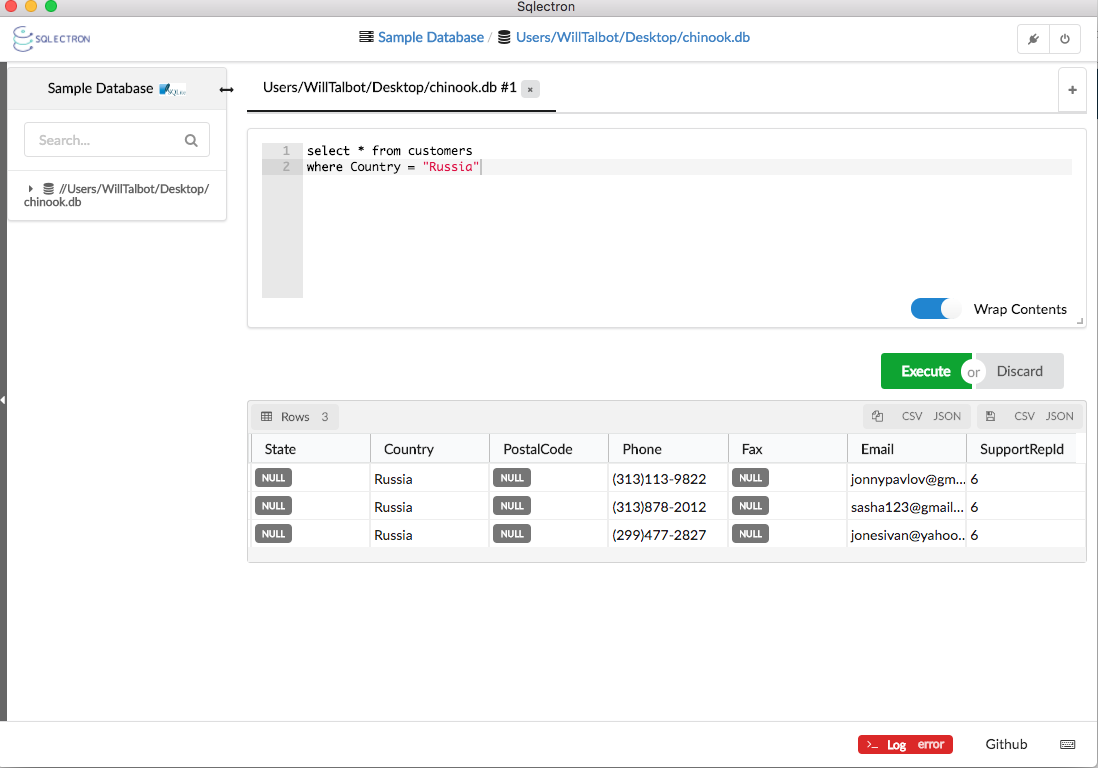 Sqlectron
SQLECTRON
Sample Database / Users/WillTalbot/Desktop/chinook.db
Sample Database SQLite
Users/WillTalbot/Desktop/chinook.db #1 ×
+
Search...
//Users/WillTalbot/Desktop/
chinook.db
1 select * from customers
2 where Country = "Russia"
Wrap Contents
Execute or Discard
Rows 3 CSV JSON CSV JSON
State Country PostalCode Phone Fax Email SupportRepId
NULL Russia NULL (313)113-9822 NULL jonnypavlov@gm... 6
NULL Russia NULL (313)878-2012 NULL sasha123@gmail... 6
NULL Russia NULL (299)477-2827 NULL jonesivan@yahoo... 6
>_ Log error Github